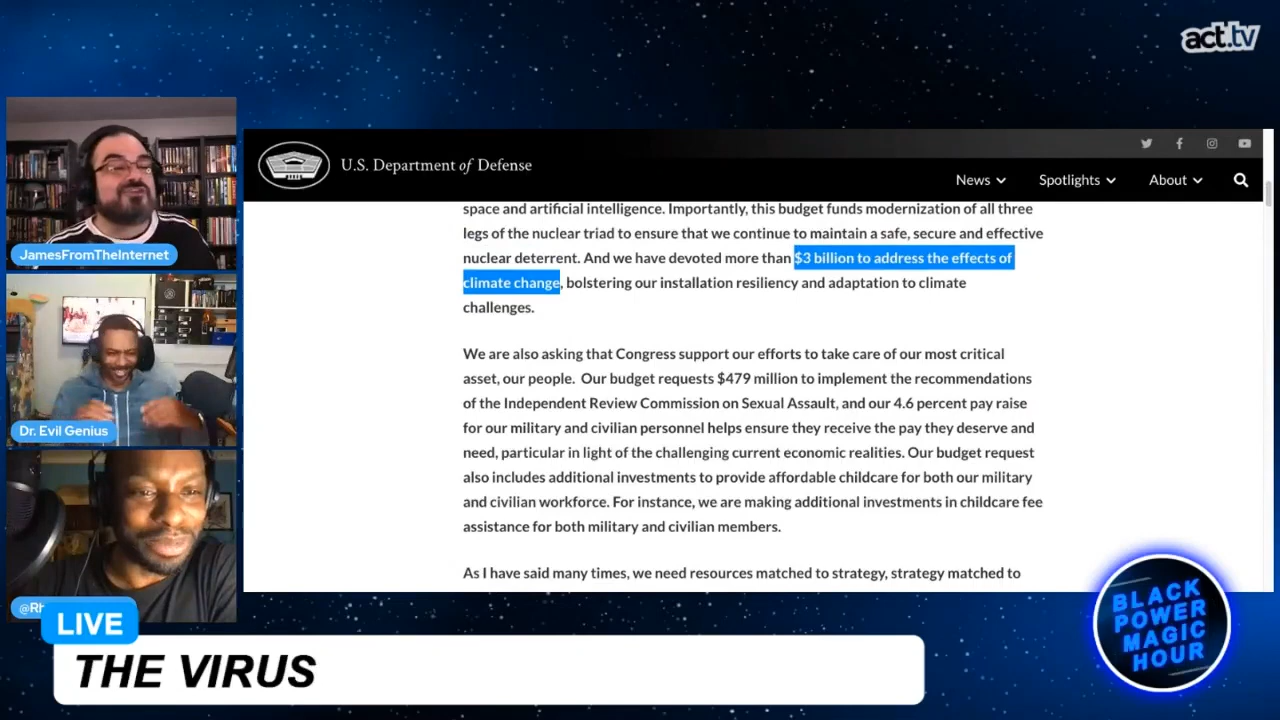 act.tv
JamesFromTheInternet
Dr. Evil Genius
LIVE
THE VIRUS
U.S. Department of Defense
News
Spotlights
About
space and artificial intelligence. Importantly, this budget funds modernization of all three
legs of the nuclear triad to ensure that we continue to maintain a safe, secure and effective
nuclear deterrent. And we have devoted more than $3 billion to address the effects of
climate change, bolstering our installation resiliency and adaptation to climate
challenges.
We are also asking that Congress support our efforts to take care of our most critical
asset, our people.  Our budget requests $479 million to implement the recommendations
of the Independent Review Commission on Sexual Assault, and our 4.6 percent pay raise
for our military and civilian personnel helps ensure they receive the pay they deserve and
need, particular in light of the challenging current economic realities. Our budget request
also includes additional investments to provide affordable childcare for both our military
and civilian workforce. For instance, we are making additional investments in childcare fee
assistance for both military and civilian members.
As I have said many times, we need resources matched to strategy, strategy matched to
BLACK
POWER
MAGIC
HOUR